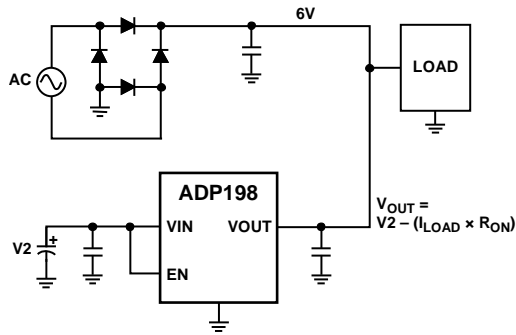 6V
AC
LOAD
ADP198
VIN
VOUT
EN
V2
+
VOUT =
V2 – (ILOAD × RON)